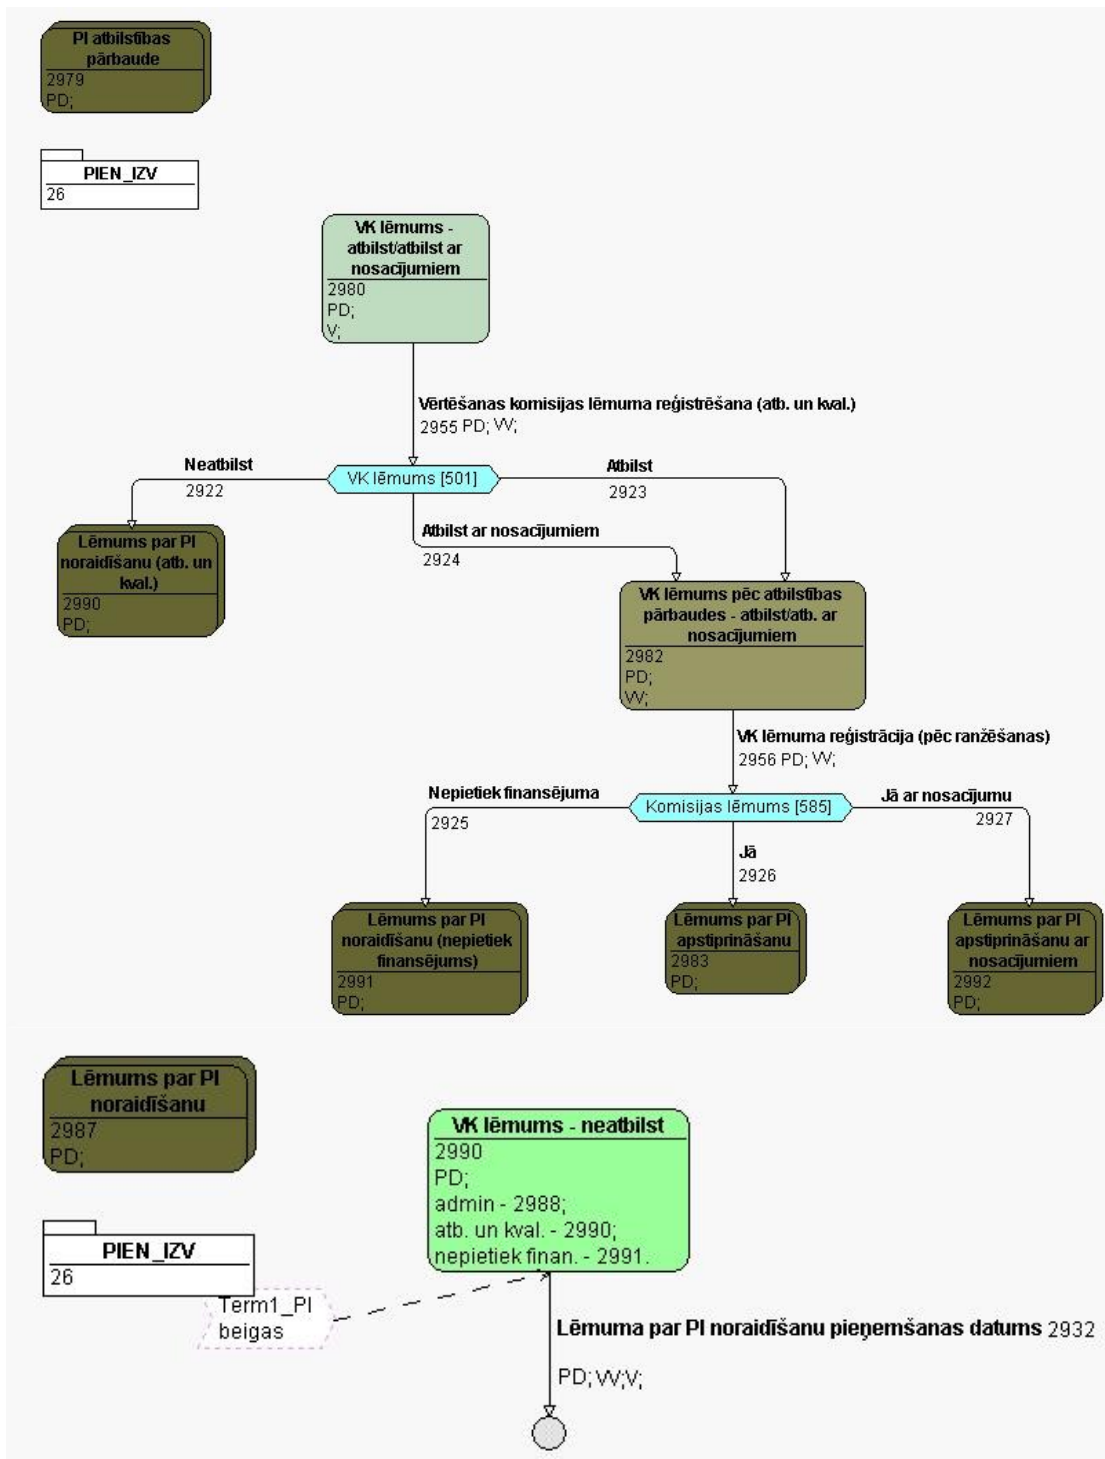 PI atbilstības
pārbaude
2979
PD;
PIEN_IZV
26
VK lēmums -
atbilst/atbilst ar
nosacījumiem
2980
PD;
V;
Vērtēšanas komisijas lēmuma reģistrēšana (atb. un kval.)
2955 PD; VV;
Neatbilst
2922
VK lēmums [501]
Atbilst
2923
Atbilst ar nosacījumiem
2924
Lēmums par PI
noraidīšanu (atb. un
kval.)
2990
PD;
VK lēmums pēc atbilstības
pārbaudes - atbilst/atb. ar
nosacījumiem
2982
PD;
VV;
VK lēmuma reģistrācija (pēc ranžēšanas)
2956 PD; VV;
Nepietiek finansējuma
2925
Komisijas lēmums [585]
Jā ar nosacījumu
2927
Jā
2926
Lēmums par PI
noraidīšanu (nepietiek
finansējums)
2991
PD;
Lēmums par PI
apstiprināšanu
2983
PD;
Lēmums par PI
apstiprināšanu ar
nosacījumiem
2992
PD;
Lēmums par PI
noraidīšanu
2987
PD;
PIEN_IZV
26
VK lēmums - neatbilst
2990
PD;
admin - 2988;
atb. un kval. - 2990;
nepietiek finan. - 2991.
Term1_PI
beigas
Lēmuma par PI noraidīšanu pieņemšanas datums 2932
PD; VV;V;